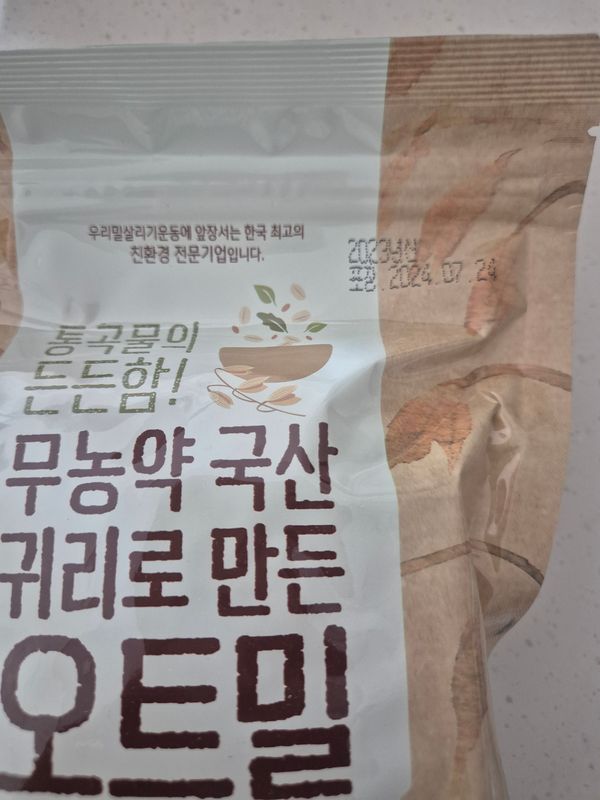 우리밀살리기운동에 앞장서는 한국 최고의
친환경 전문기업입니다.
2023년산
포장.2024.07.24
통곡물의
든든함!
무농약 국산
귀리로 만든
오트밀